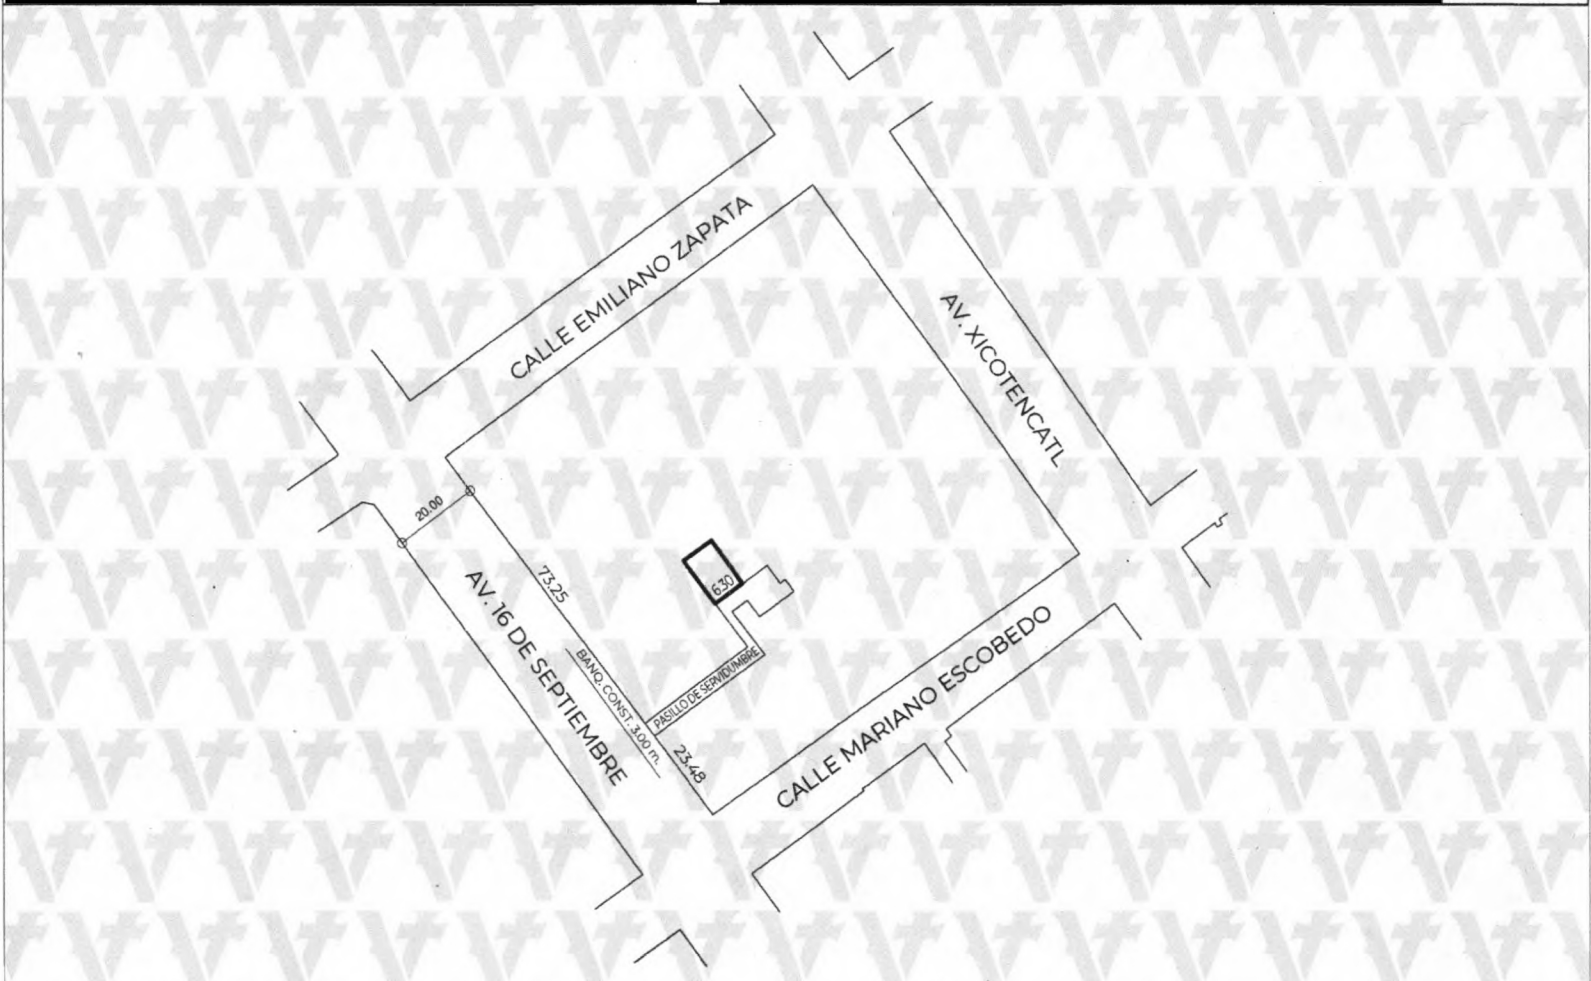 CALLE EMILIANO ZAPATA
AV. XICOTENCATL
20.00
73.25
6.30
AV. 16 DE SEPTIEMBRE
BANQ. CONST. 3.00 m.
PASILLO DE SERVIDUMBRE
23.48
CALLE MARIANO ESCOBEDO